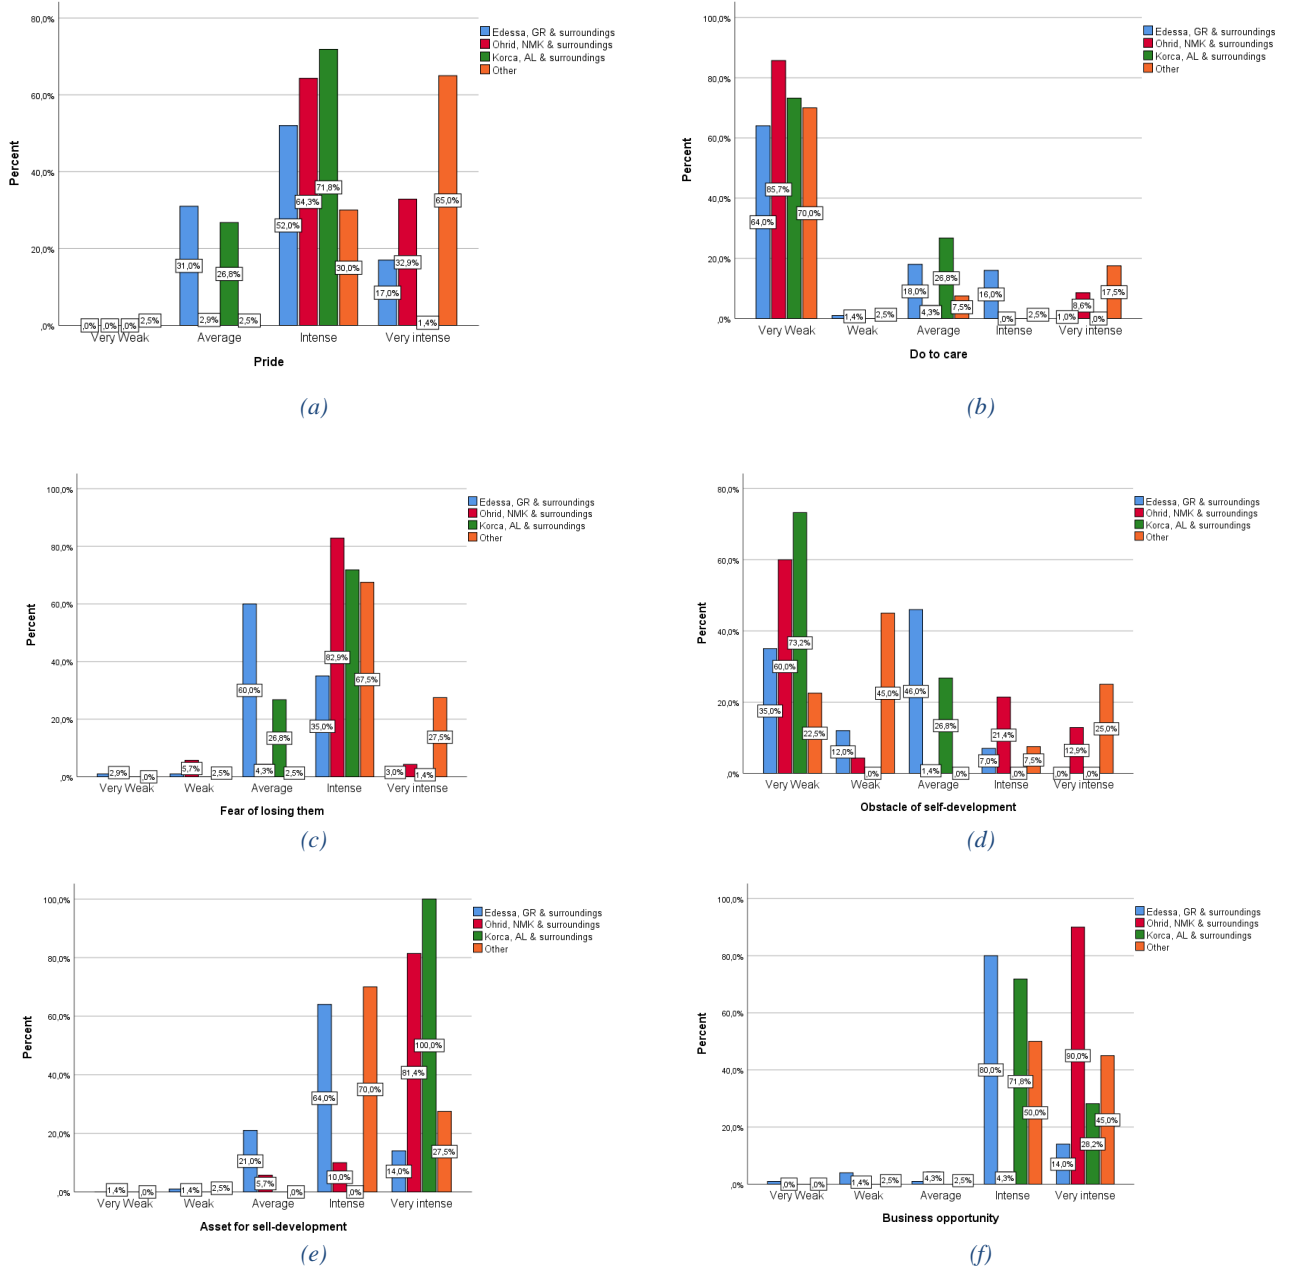 80,0%
60,0%
40,0%
20,0%
,0%
Percent
Edessa, GR & surroundings
Ohrid, NMK & surroundings
Korca, AL & surroundings
Other
,0% ,0% ,0% 2,5%
31,0% 2,9% 26,8% 2,5%
52,0% 64,3% 71,8% 30,0%
17,0% 32,9% 1,4% 65,0%
Very Weak Average Intense Very intense
Pride
(a)
100,0%
80,0%
60,0%
40,0%
20,0%
,0%
Percent
Edessa, GR & surroundings
Ohrid, NMK & surroundings
Korca, AL & surroundings
Other
64,0% 85,7% 70,0%
1,4% 2,5%
18,0% 4,3% 26,8% 7,5%
16,0% ,0% 2,5%
1,0% 8,6% ,0% 17,5%
Very Weak Weak Average Intense Very intense
Do to care
(b)
100,0%
80,0%
60,0%
40,0%
20,0%
,0%
Percent
Edessa, GR & surroundings
Ohrid, NMK & surroundings
Korca, AL & surroundings
Other
2,9% ,0%
5,7% 2,5%
60,0% 4,3% 26,8% 2,5%
35,0% 82,9% 67,5%
3,0% 1,4% 27,5%
Very Weak Weak Average Intense Very intense
Fear of losing them
(c)
80,0%
60,0%
40,0%
20,0%
,0%
Percent
Edessa, GR & surroundings
Ohrid, NMK & surroundings
Korca, AL & surroundings
Other
35,0% 60,0% 73,2% 22,5%
12,0% ,0% 45,0%
46,0% 1,4% 26,8% ,0%
7,0% 21,4% ,0% 7,5%
,0% 12,9% ,0% 25,0%
Very Weak Weak Average Intense Very intense
Obstacle of self-development
(d)
100,0%
80,0%
60,0%
40,0%
20,0%
,0%
Percent
Edessa, GR & surroundings
Ohrid, NMK & surroundings
Korca, AL & surroundings
Other
1,4% ,0%
1,4% 2,5%
21,0% 5,7% ,0%
64,0% 10,0% ,0% 70,0%
14,0% 81,4% 100,0% 27,5%
Very Weak Weak Average Intense Very intense
Asset for sell-development
(e)
100,0%
80,0%
60,0%
40,0%
20,0%
,0%
Percent
Edessa, GR & surroundings
Ohrid, NMK & surroundings
Korca, AL & surroundings
Other
,0% ,0%
1,4% 2,5%
4,3% 2,5%
80,0% 4,3% 71,8% 50,0%
14,0% 90,0% 28,2% 45,0%
Very Weak Weak Average Intense Very intense
Business opportunity
(f)